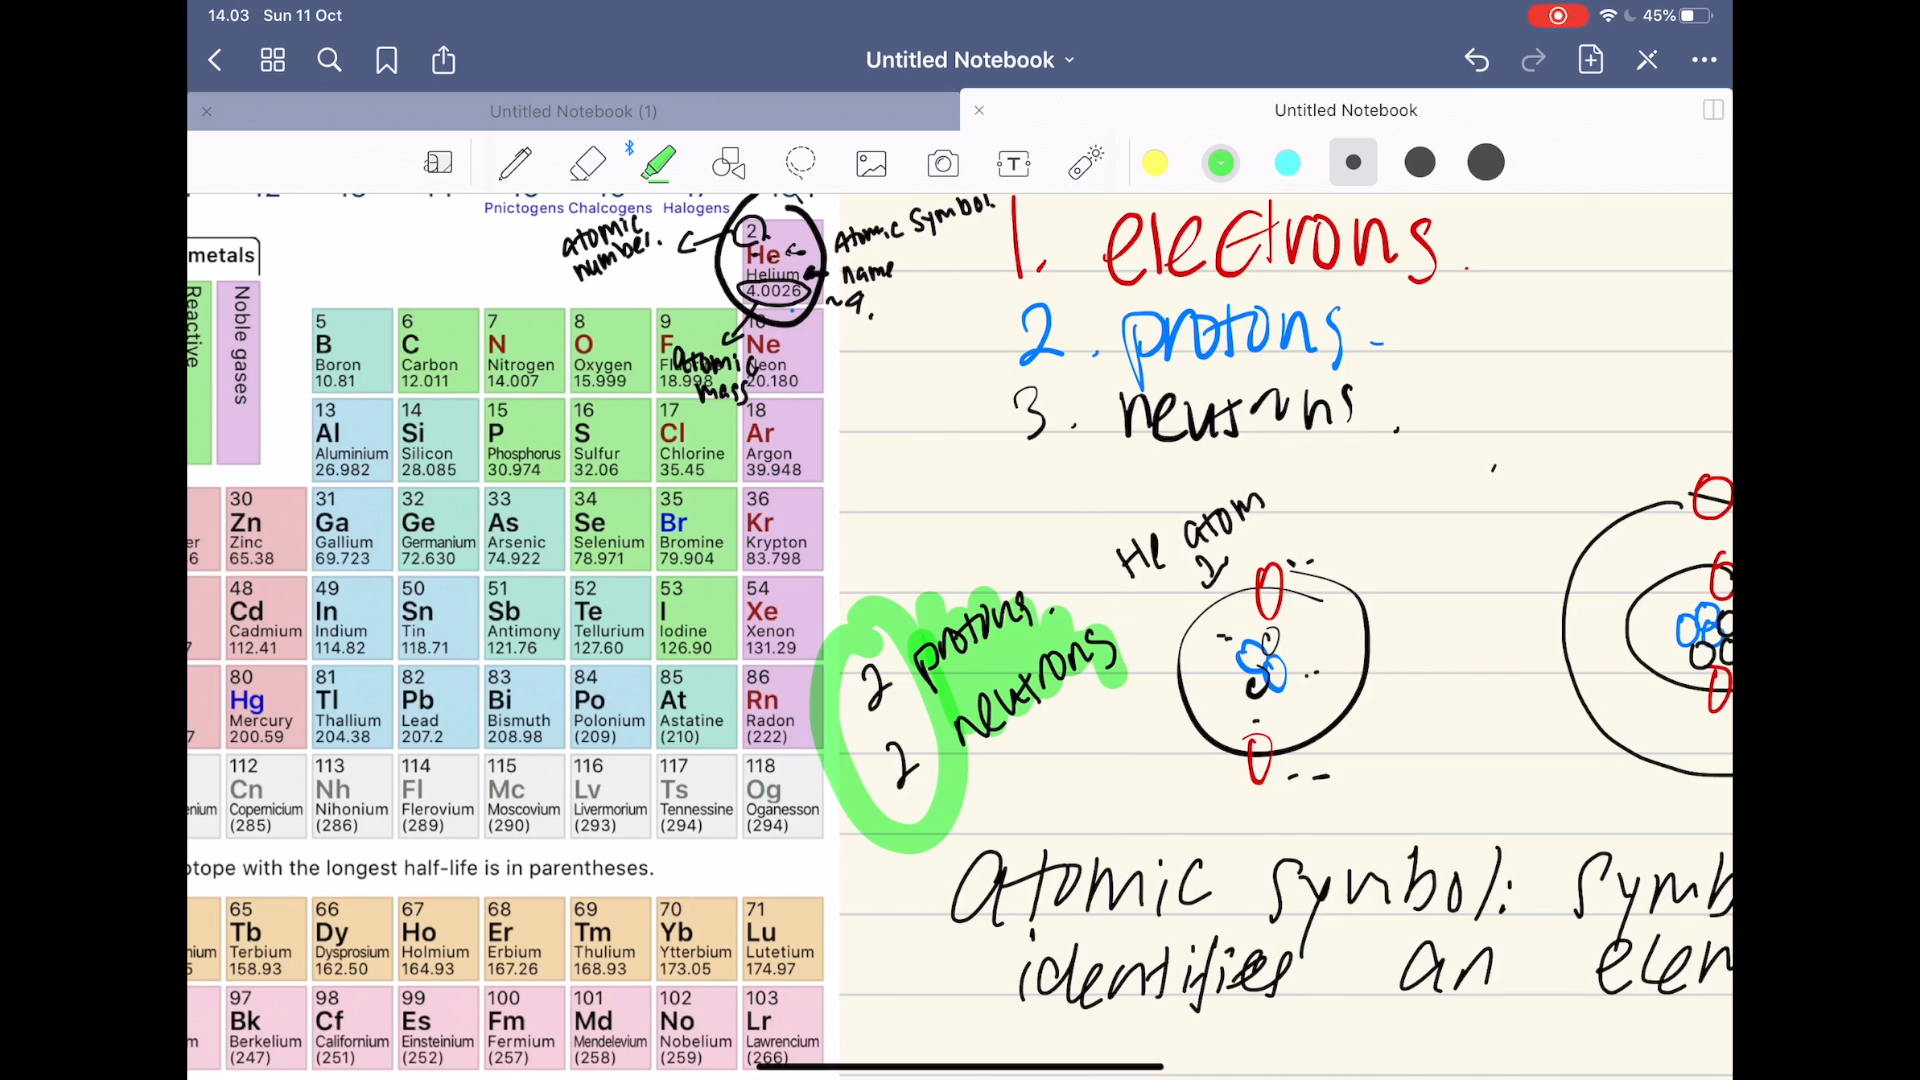 14.03 Sun 11 Oct
45%
Untitled Notebook
Untitled Notebook (1)
Untitled Notebook
Pnictogens Chalcogens Halogens
metals
Reactive
Noble gases
atomic number.
2
He
Helium
4.0026
Atomic Symbol.
name
~4.
Atomic mass
5 6 7 8 9 10
B C N O F Ne
Boron Carbon Nitrogen Oxygen Neon
10.81 12.011 14.007 15.999 18.998 20.180
13 14 15 16 17 18
Al Si P S Cl Ar
Aluminium Silicon Phosphorus Sulfur Chlorine Argon
26.982 28.085 30.974 32.06 35.45 39.948
30 31 32 33 34 35 36
Zn Ga Ge As Se Br Kr
er Zinc Gallium Germanium Arsenic Selenium Bromine Krypton
6 65.38 69.723 72.630 74.922 78.971 79.904 83.798
48 49 50 51 52 53 54
Cd In Sn Sb Te I Xe
Cadmium Indium Tin Antimony Tellurium Iodine Xenon
112.41 114.82 118.71 121.76 127.60 126.90 131.29
80 81 82 83 84 85 86
Hg Tl Pb Bi Po At Rn
Mercury Thallium Lead Bismuth Polonium Astatine Radon
7 200.59 204.38 207.2 208.98 (209) (210) (222)
112 113 114 115 116 117 118
Cn Nh Fl Mc Lv Ts Og
enium Copernicium Nihonium Flerovium Moscovium Livermorium Tennessine Oganesson
(285) (286) (289) (290) (293) (294) (294)
otope with the longest half-life is in parentheses.
65 66 67 68 69 70 71
Tb Dy Ho Er Tm Yb Lu
nium Terbium Dysprosium Holmium Erbium Thulium Ytterbium Lutetium
5 158.93 162.50 164.93 167.26 168.93 173.05 174.97
97 98 99 100 101 102 103
Bk Cf Es Fm Md No Lr
m Berkelium Californium Einsteinium Fermium Mendelevium Nobelium Lawrencium
(247) (251) (252) (257) (258) (259) (266)
1. electrons.
2. protons.
3. neutrons.
He atom
2 protons.
2 neutrons
atomic symbol: symb
identifies an elem